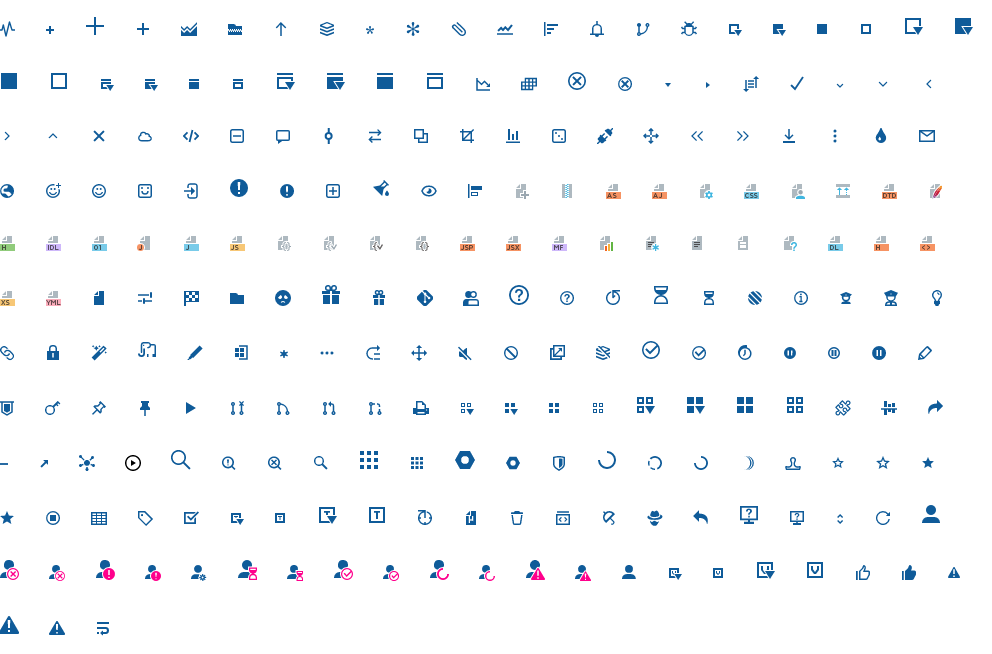 AS AJ CSS DTD
H IDL 01 J J JS JSP JSX MF ? DL H <>
XS YML ? ?
T T
? ?